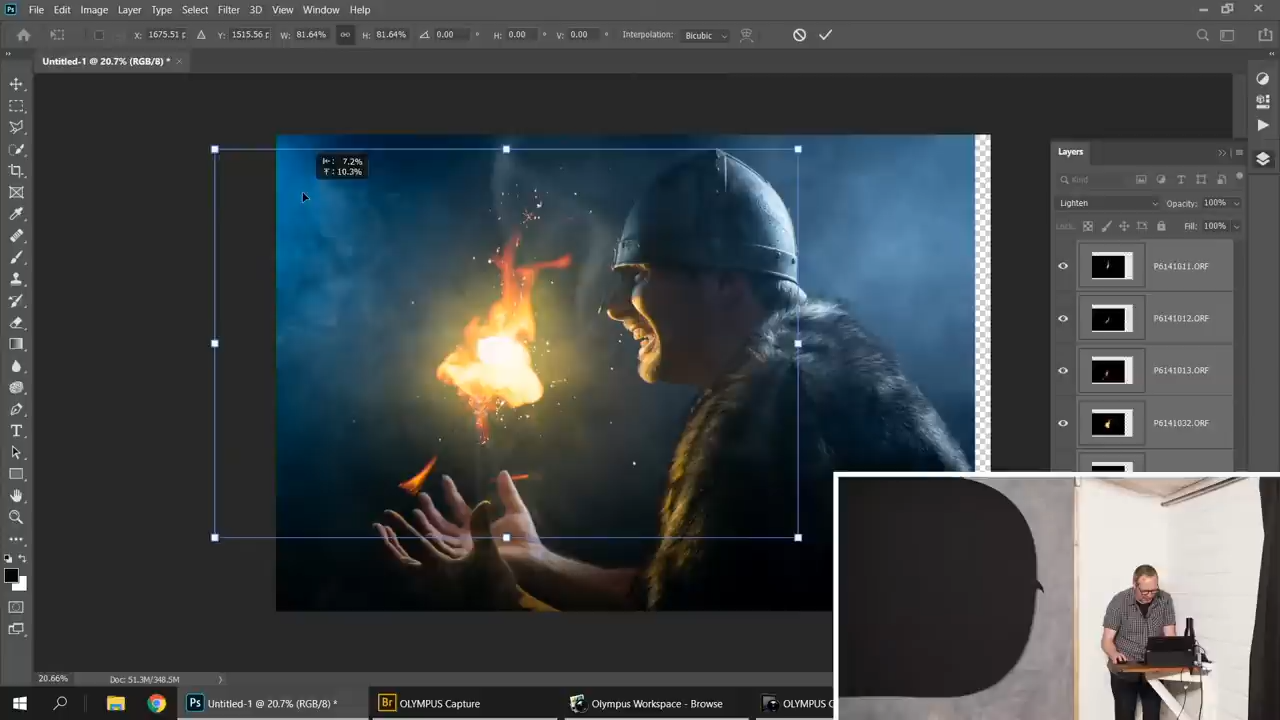 Ps File Edit Image Layer Type Select Filter 3D View Window Help
X: 1675.51 p Y: 1515.56 p W: 81.64% H: 81.64% 0.00 ° H: 0.00 ° V: 0.00 ° Interpolation: Bicubic
Untitled-1 @ 20.7% (RGB/8) *
7.2%
10.3%
Layers
Kind
Lighten Opacity: 100%
Lock: Fill: 100%
P6141011.ORF
P6141012.ORF
P6141013.ORF
P6141032.ORF
20.66% Doc: 51.3M/348.5M
Ps Untitled-1 @ 20.7% (RGB/8) * Br OLYMPUS Capture Olympus Workspace - Browse OLYMPUS C